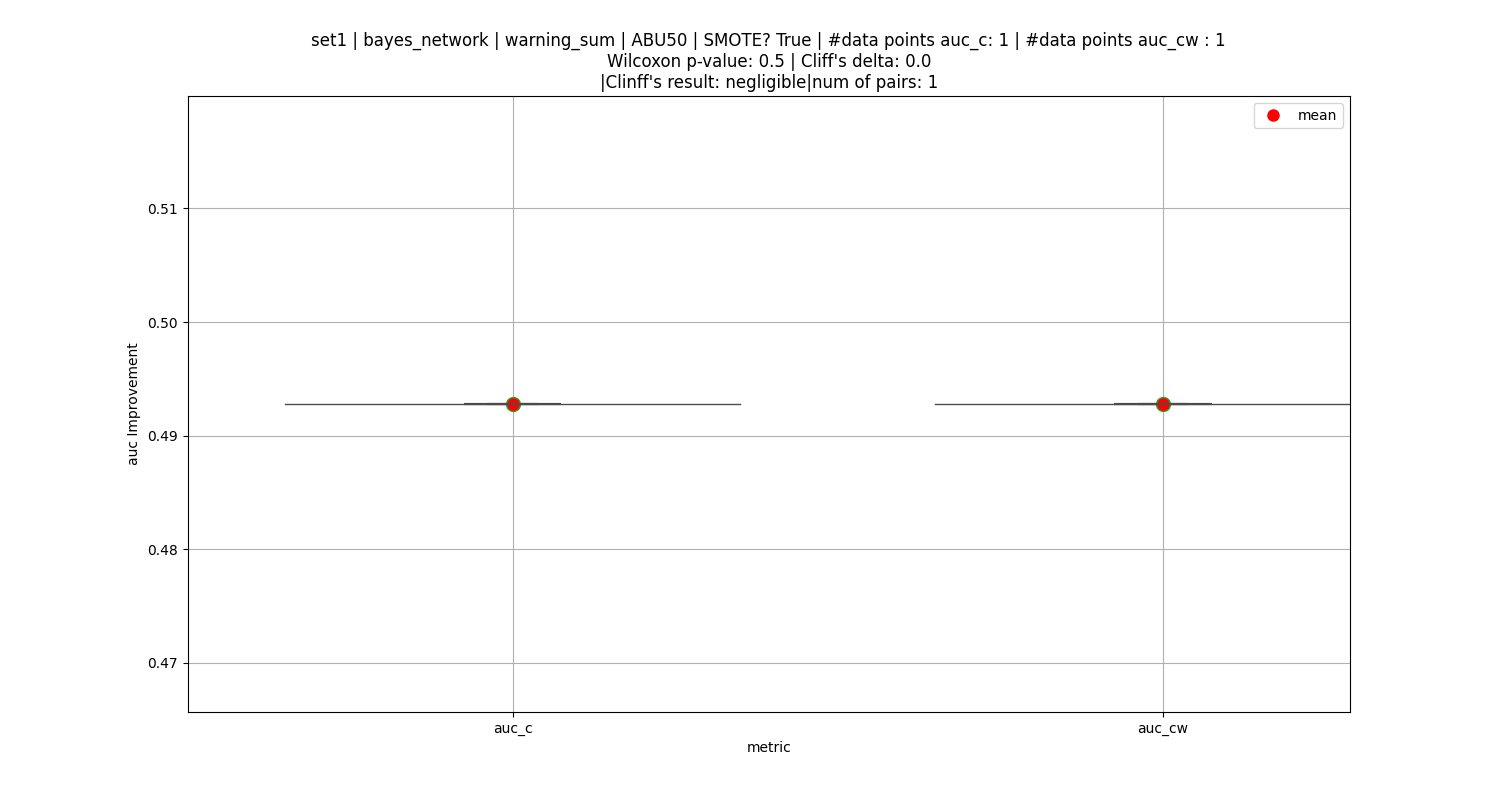 set1 | bayes_network | warning_sum | ABU50 | SMOTE? True | #data points auc_c: 1 | #data points auc_cw : 1
Wilcoxon p-value: 0.5 | Cliff's delta: 0.0
|Clinff's result: negligible|num of pairs: 1
mean
0.51
0.50
0.49
0.48
0.47
auc Improvement
auc_c
auc_cw
metric